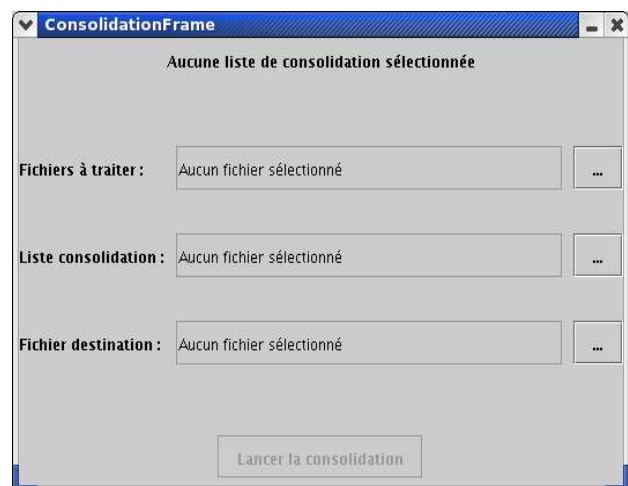 ConsolidationFrame
Aucune liste de consolidation sélectionnée
Fichiers à traiter : Aucun fichier sélectionné ...
Liste consolidation : Aucun fichier sélectionné ...
Fichier destination : Aucun fichier sélectionné ...
Lancer la consolidation